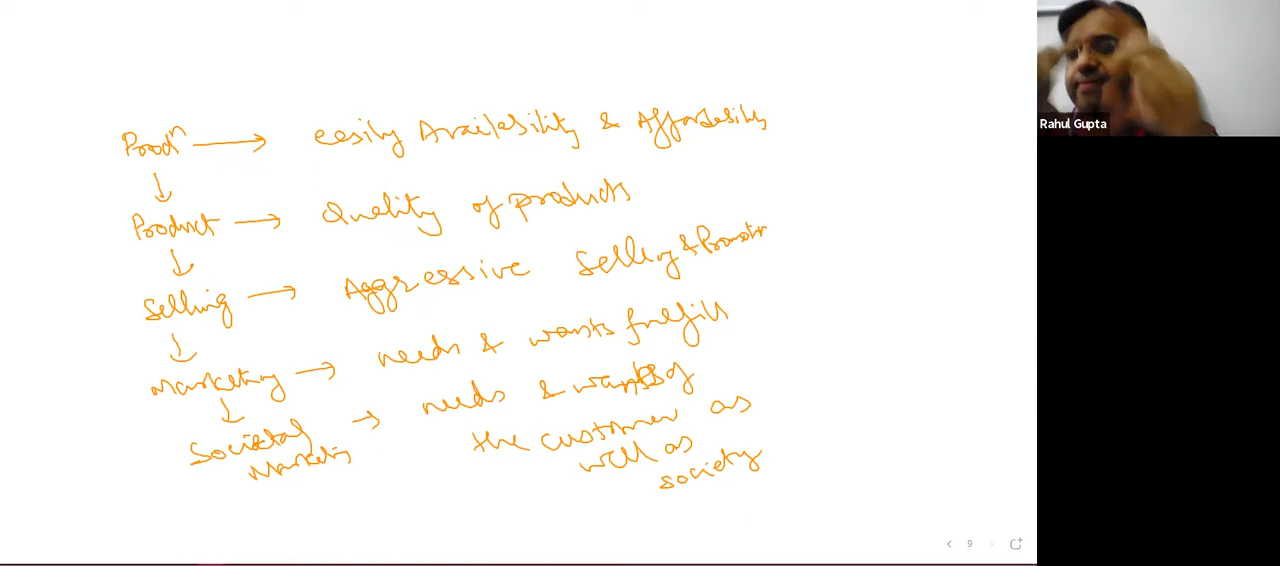 Prodn → easily Availability & Affordability
↓
Product → Quality of products
↓
Selling → Aggressive Selling & Promotn
↓
Marketing → needs & wants fulfill
↓
Societal Marketing → needs & wants of
the customer as
well as
society
Rahul Gupta
9